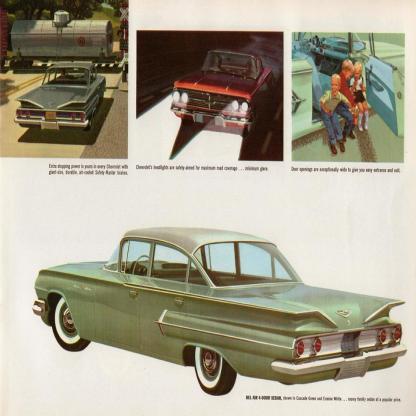 Extra stopping power is yours in every Chevrolet with
giant-size, durable, air-cooled Safety-Master brakes.
Chevrolet's headlights are safety-aimed for maximum road coverage . . . minimum glare.
Door openings are exceptionally wide to give you easy entrance and exit.
BEL AIR 4-DOOR SEDAN, shown in Cascade Green and Ermine White. . . roomy family sedan at a popular price.